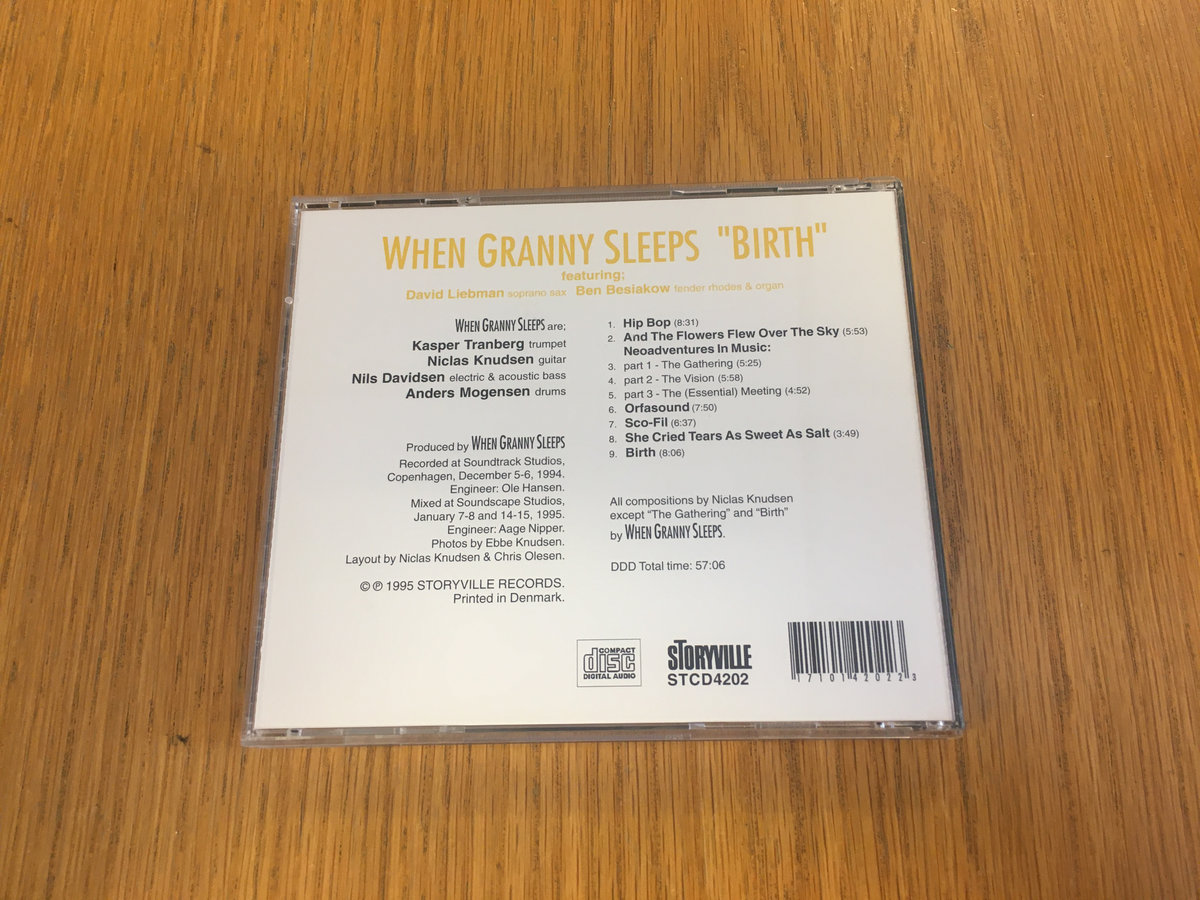 WHEN GRANNY SLEEPS "BIRTH"
featuring;
David Liebman soprano sax Ben Besiakow fender rhodes & organ
WHEN GRANNY SLEEPS are;
Kasper Tranberg trumpet
Niclas Knudsen guitar
Nils Davidsen electric & acoustic bass
Anders Mogensen drums
Produced by WHEN GRANNY SLEEPS
Recorded at Soundtrack Studios,
Copenhagen, December 5-6, 1994.
Engineer: Ole Hansen.
Mixed at Soundscape Studios,
January 7-8 and 14-15, 1995.
Engineer: Aage Nipper.
Photos by Ebbe Knudsen.
Layout by Niclas Knudsen & Chris Olesen.
© ℗ 1995 STORYVILLE RECORDS.
Printed in Denmark.
1. Hip Bop (8:31)
2. And The Flowers Flew Over The Sky (5:53)
Neoadventures In Music:
3. part 1 - The Gathering (5:25)
4. part 2 - The Vision (5:58)
5. part 3 - The (Essential) Meeting (4:52)
6. Orfasound (7:50)
7. Sco-Fil (6:37)
8. She Cried Tears As Sweet As Salt (3:49)
9. Birth (8:06)
All compositions by Niclas Knudsen
except “The Gathering” and “Birth”
by WHEN GRANNY SLEEPS.
DDD Total time: 57:06
COMPACT
disc
DIGITAL AUDIO
STORYVILLE
STCD4202
1710142022 3